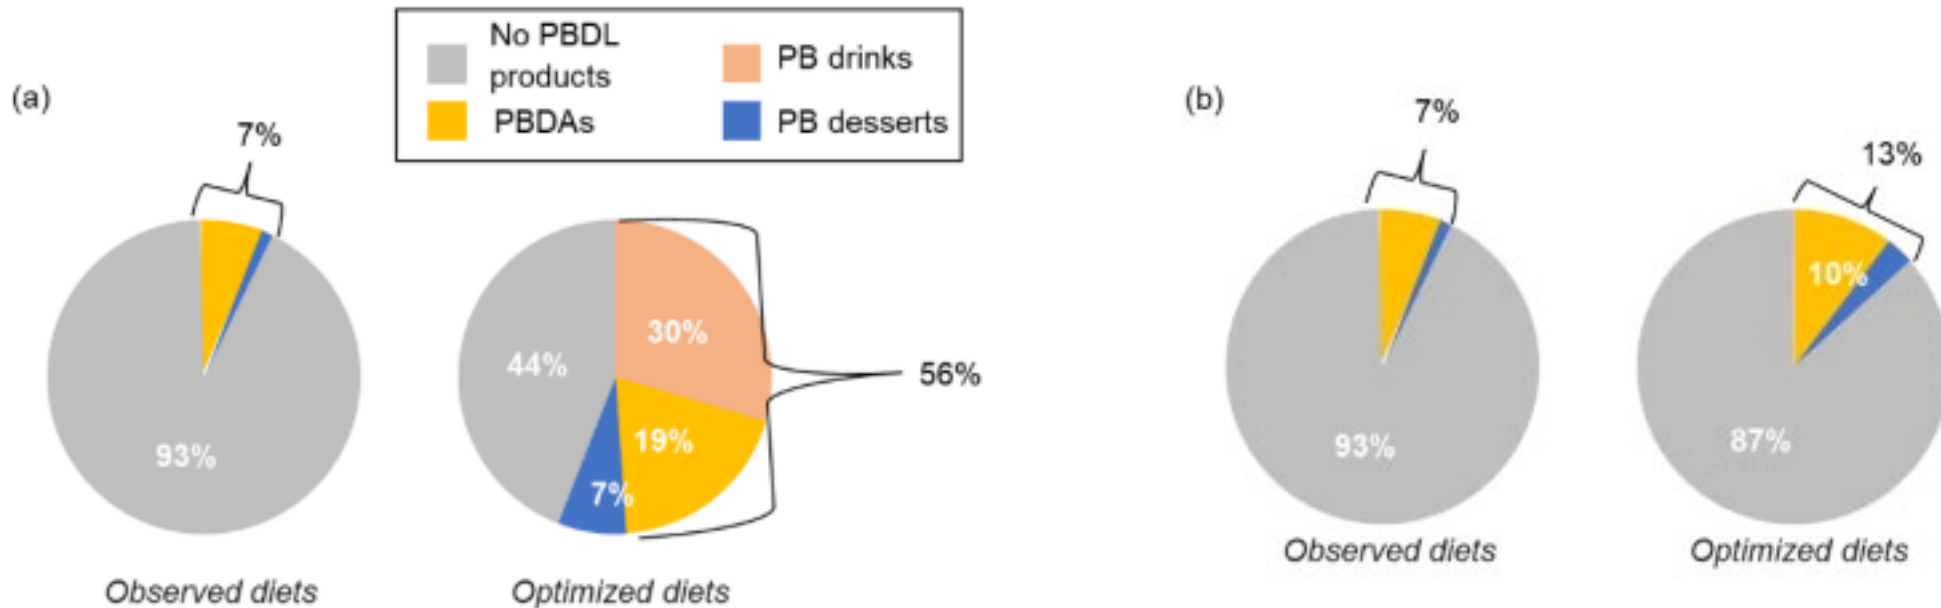 (a)
No PBDL
products
PB drinks
PBDAs
PB desserts
7%
93%
Observed diets
44%
30%
19%
7%
56%
Optimized diets
(b)
7%
93%
Observed diets
13%
10%
87%
Optimized diets